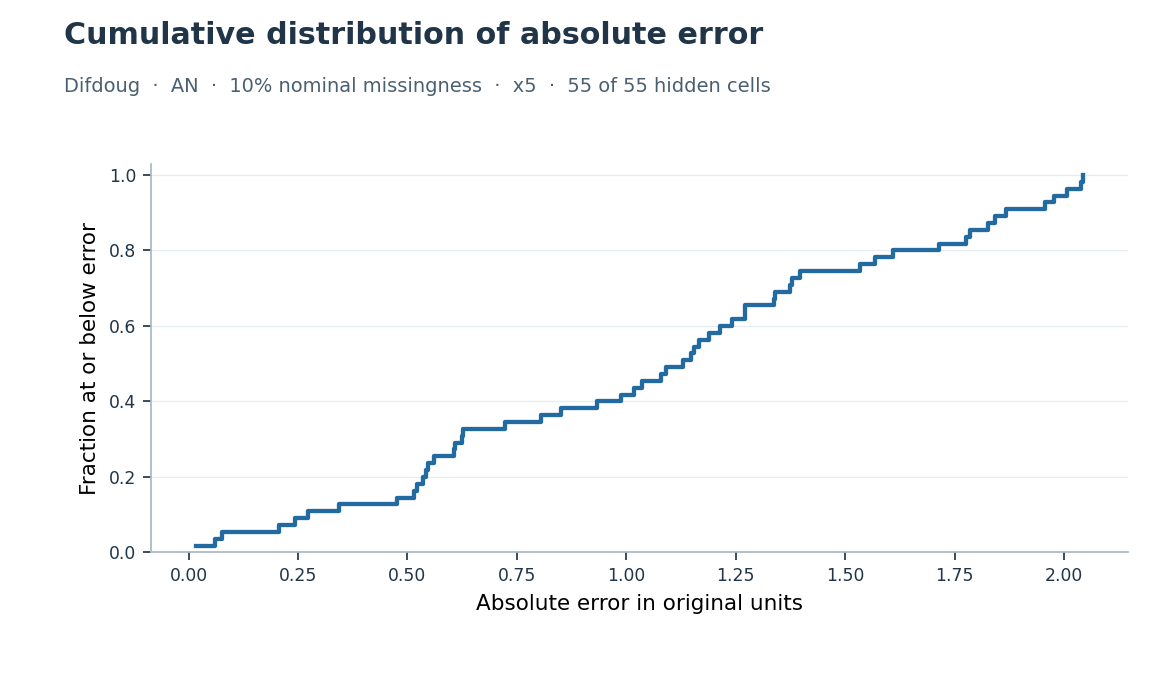 Cumulative distribution of absolute error
Difdoug · AN · 10% nominal missingness · x5 · 55 of 55 hidden cells
Fraction at or below error
1.0
0.8
0.6
0.4
0.2
0.0
0.00 0.25 0.50 0.75 1.00 1.25 1.50 1.75 2.00
Absolute error in original units